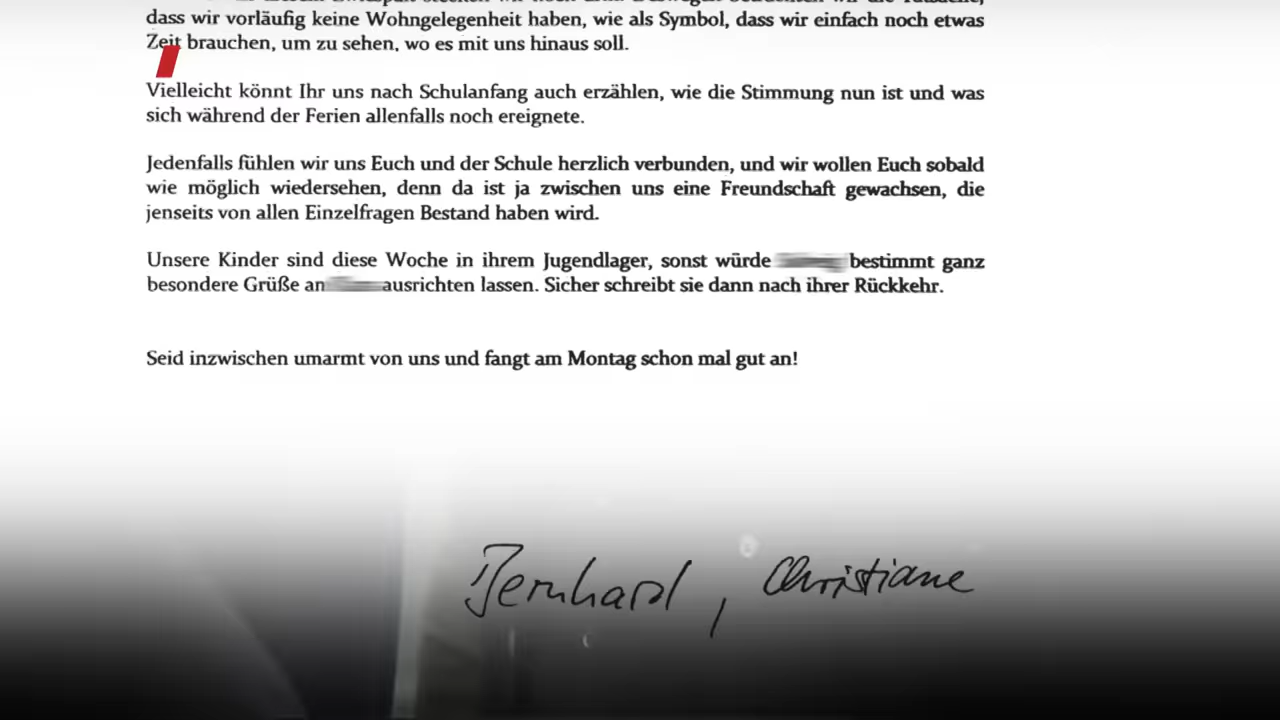 dass wir vorläufig keine Wohngelegenheit haben, wie als Symbol, dass wir einfach noch etwas
Zeit brauchen, um zu sehen, wo es mit uns hinaus soll.
Vielleicht könnt Ihr uns nach Schulanfang auch erzählen, wie die Stimmung nun ist und was
sich während der Ferien allenfalls noch ereignete.
Jedenfalls fühlen wir uns Euch und der Schule herzlich verbunden, und wir wollen Euch sobald
wie möglich wiedersehen, denn da ist ja zwischen uns eine Freundschaft gewachsen, die
jenseits von allen Einzelfragen Bestand haben wird.
Unsere Kinder sind diese Woche in ihrem Jugendlager, sonst würde bestimmt ganz
besondere Grüße an ausrichten lassen. Sicher schreibt sie dann nach ihrer Rückkehr.
Seid inzwischen umarmt von uns und fangt am Montag schon mal gut an!
Bernhard, Christiane